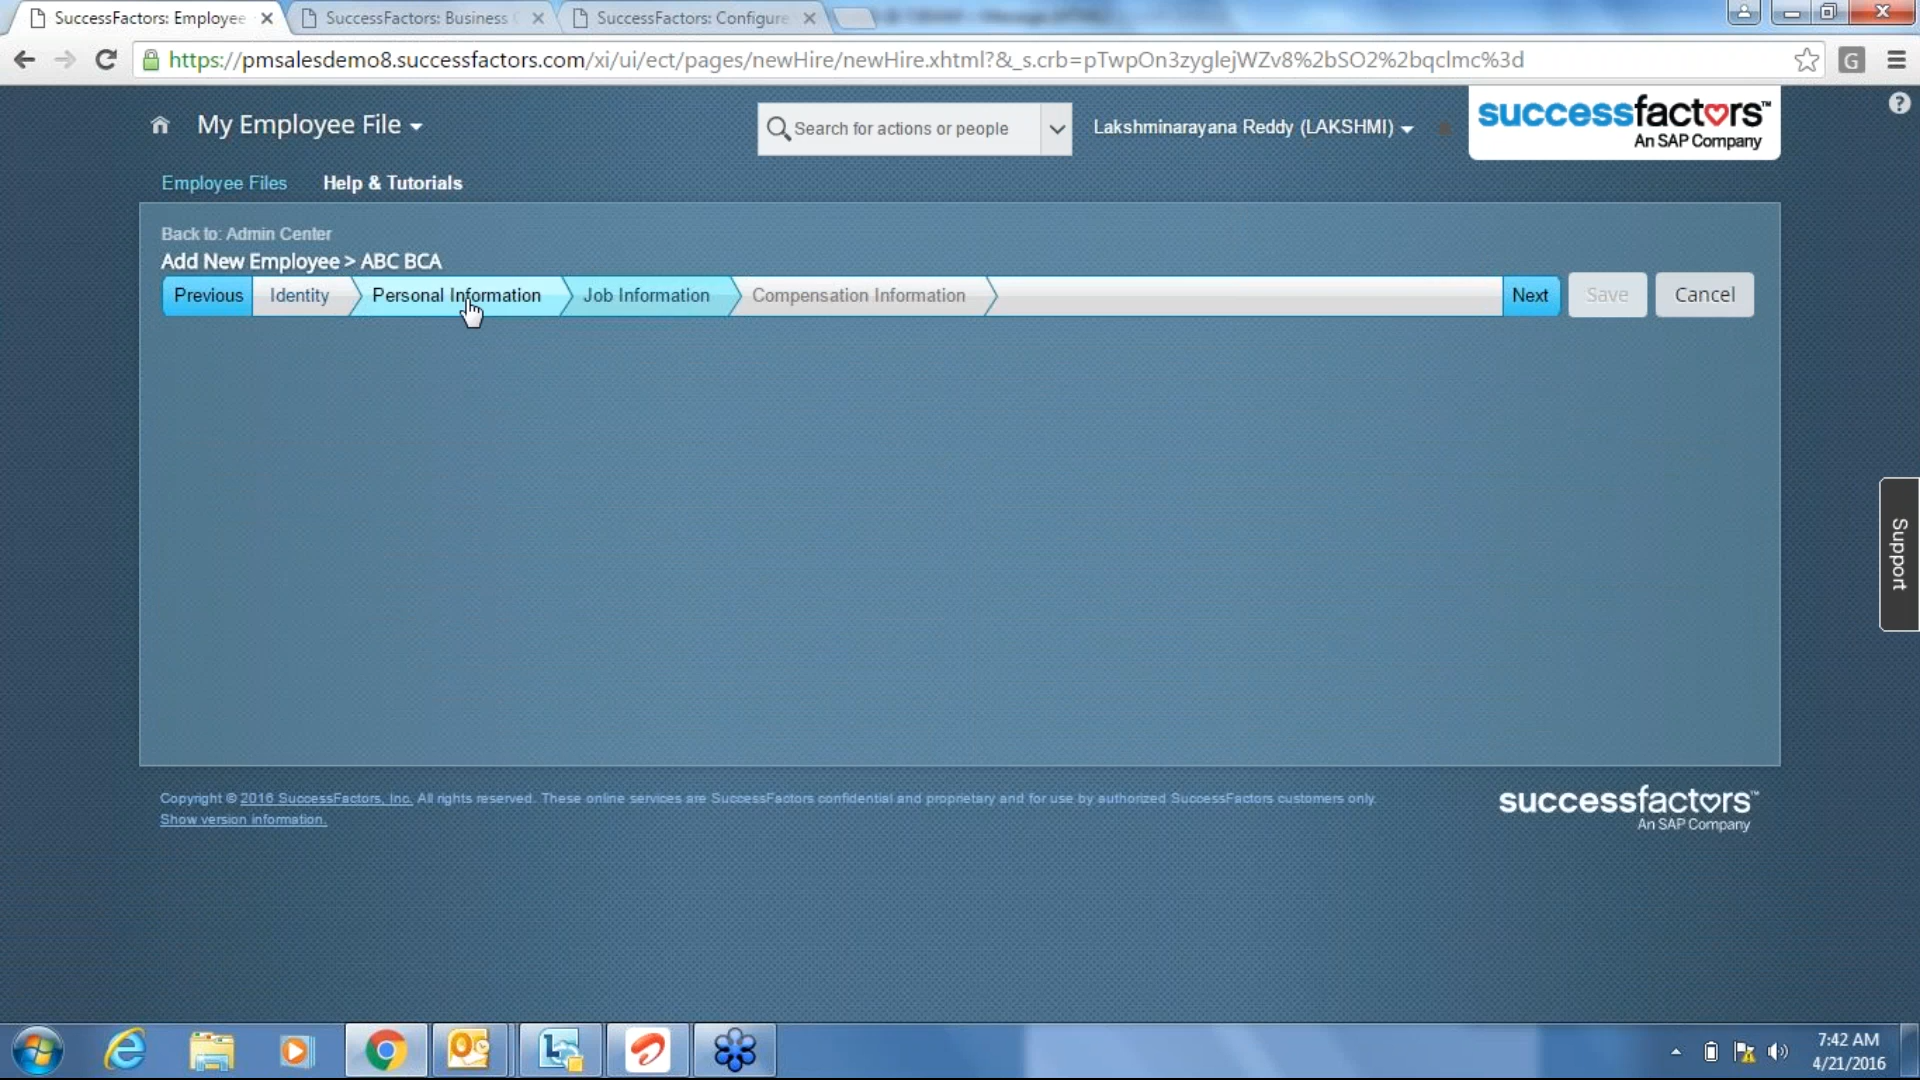 SuccessFactors: Employee
SuccessFactors: Business
SuccessFactors: Configure
https://pmsalesdemo8.successfactors.com/xi/ui/ect/pages/newHire/newHire.xhtml?&_s.crb=pTwpOn3zyglejWZv8%2bSO2%2bqclmc%3d
My Employee File
Search for actions or people
Lakshminarayana Reddy (LAKSHMI)
successfactors™
An SAP Company
Employee Files
Help & Tutorials
Back to: Admin Center
Add New Employee > ABC BCA
Previous
Identity
Personal Information
Job Information
Compensation Information
Next
Save
Cancel
Support
Copyright © 2016 SuccessFactors, Inc. All rights reserved. These online services are SuccessFactors confidential and proprietary and for use by authorized SuccessFactors customers only.
Show version information.
successfactors™
An SAP Company
7:42 AM
4/21/2016